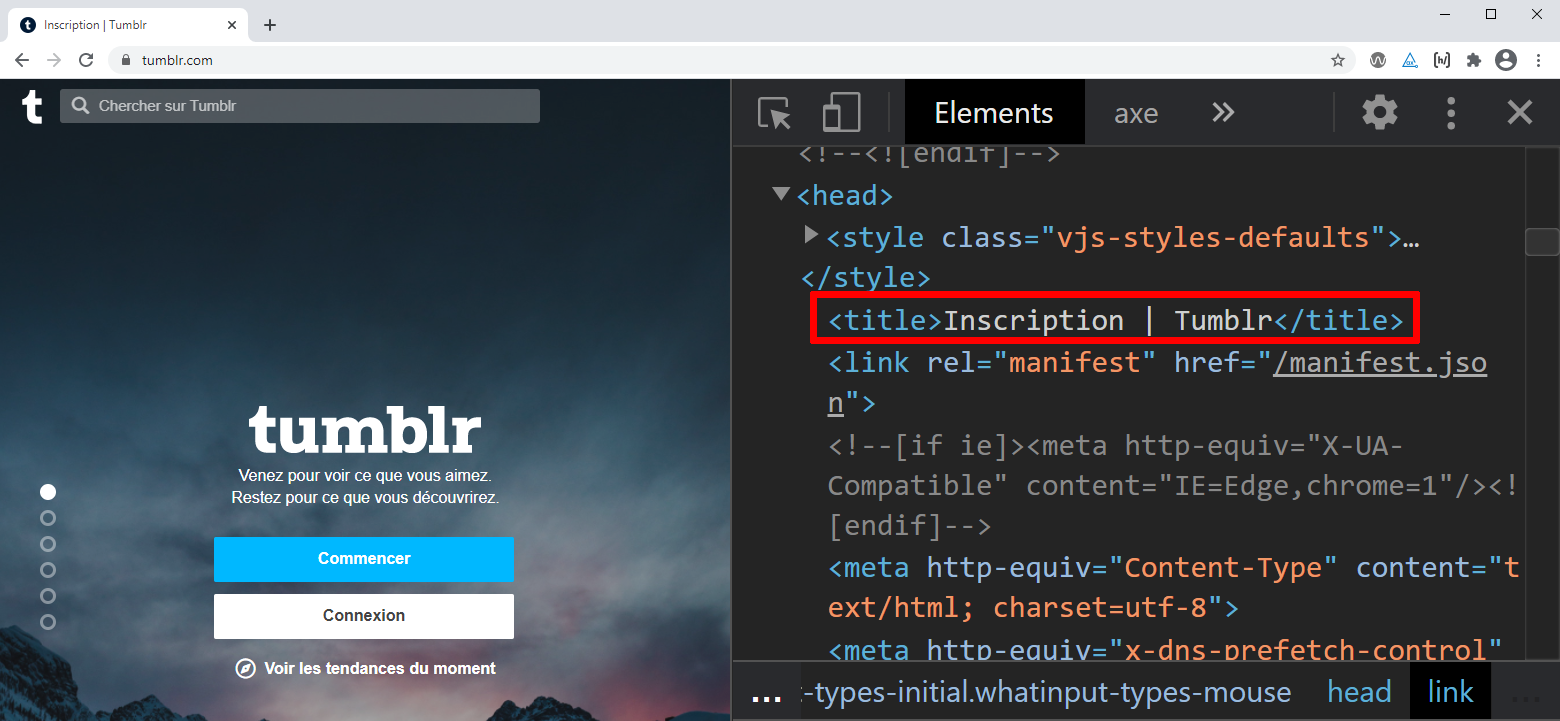 Inscription | Tumblr
tumblr.com
Chercher sur Tumblr
tumblr
Venez pour voir ce que vous aimez.
Restez pour ce que vous découvrirez.
Commencer
Connexion
Voir les tendances du moment
Elements axe
<!--<![endif]-->
<head>
<style class="vjs-styles-defaults">…
</style>
<title>Inscription | Tumblr</title>
<link rel="manifest" href="/manifest.jso
n">
<!--[if ie]><meta http-equiv="X-UA-
Compatible" content="IE=Edge,chrome=1"/><!
[endif]-->
<meta http-equiv="Content-Type" content="t
ext/html; charset=utf-8">
<meta http-equiv="x-dns-prefetch-control"
... -types-initial.whatinput-types-mouse head link ...